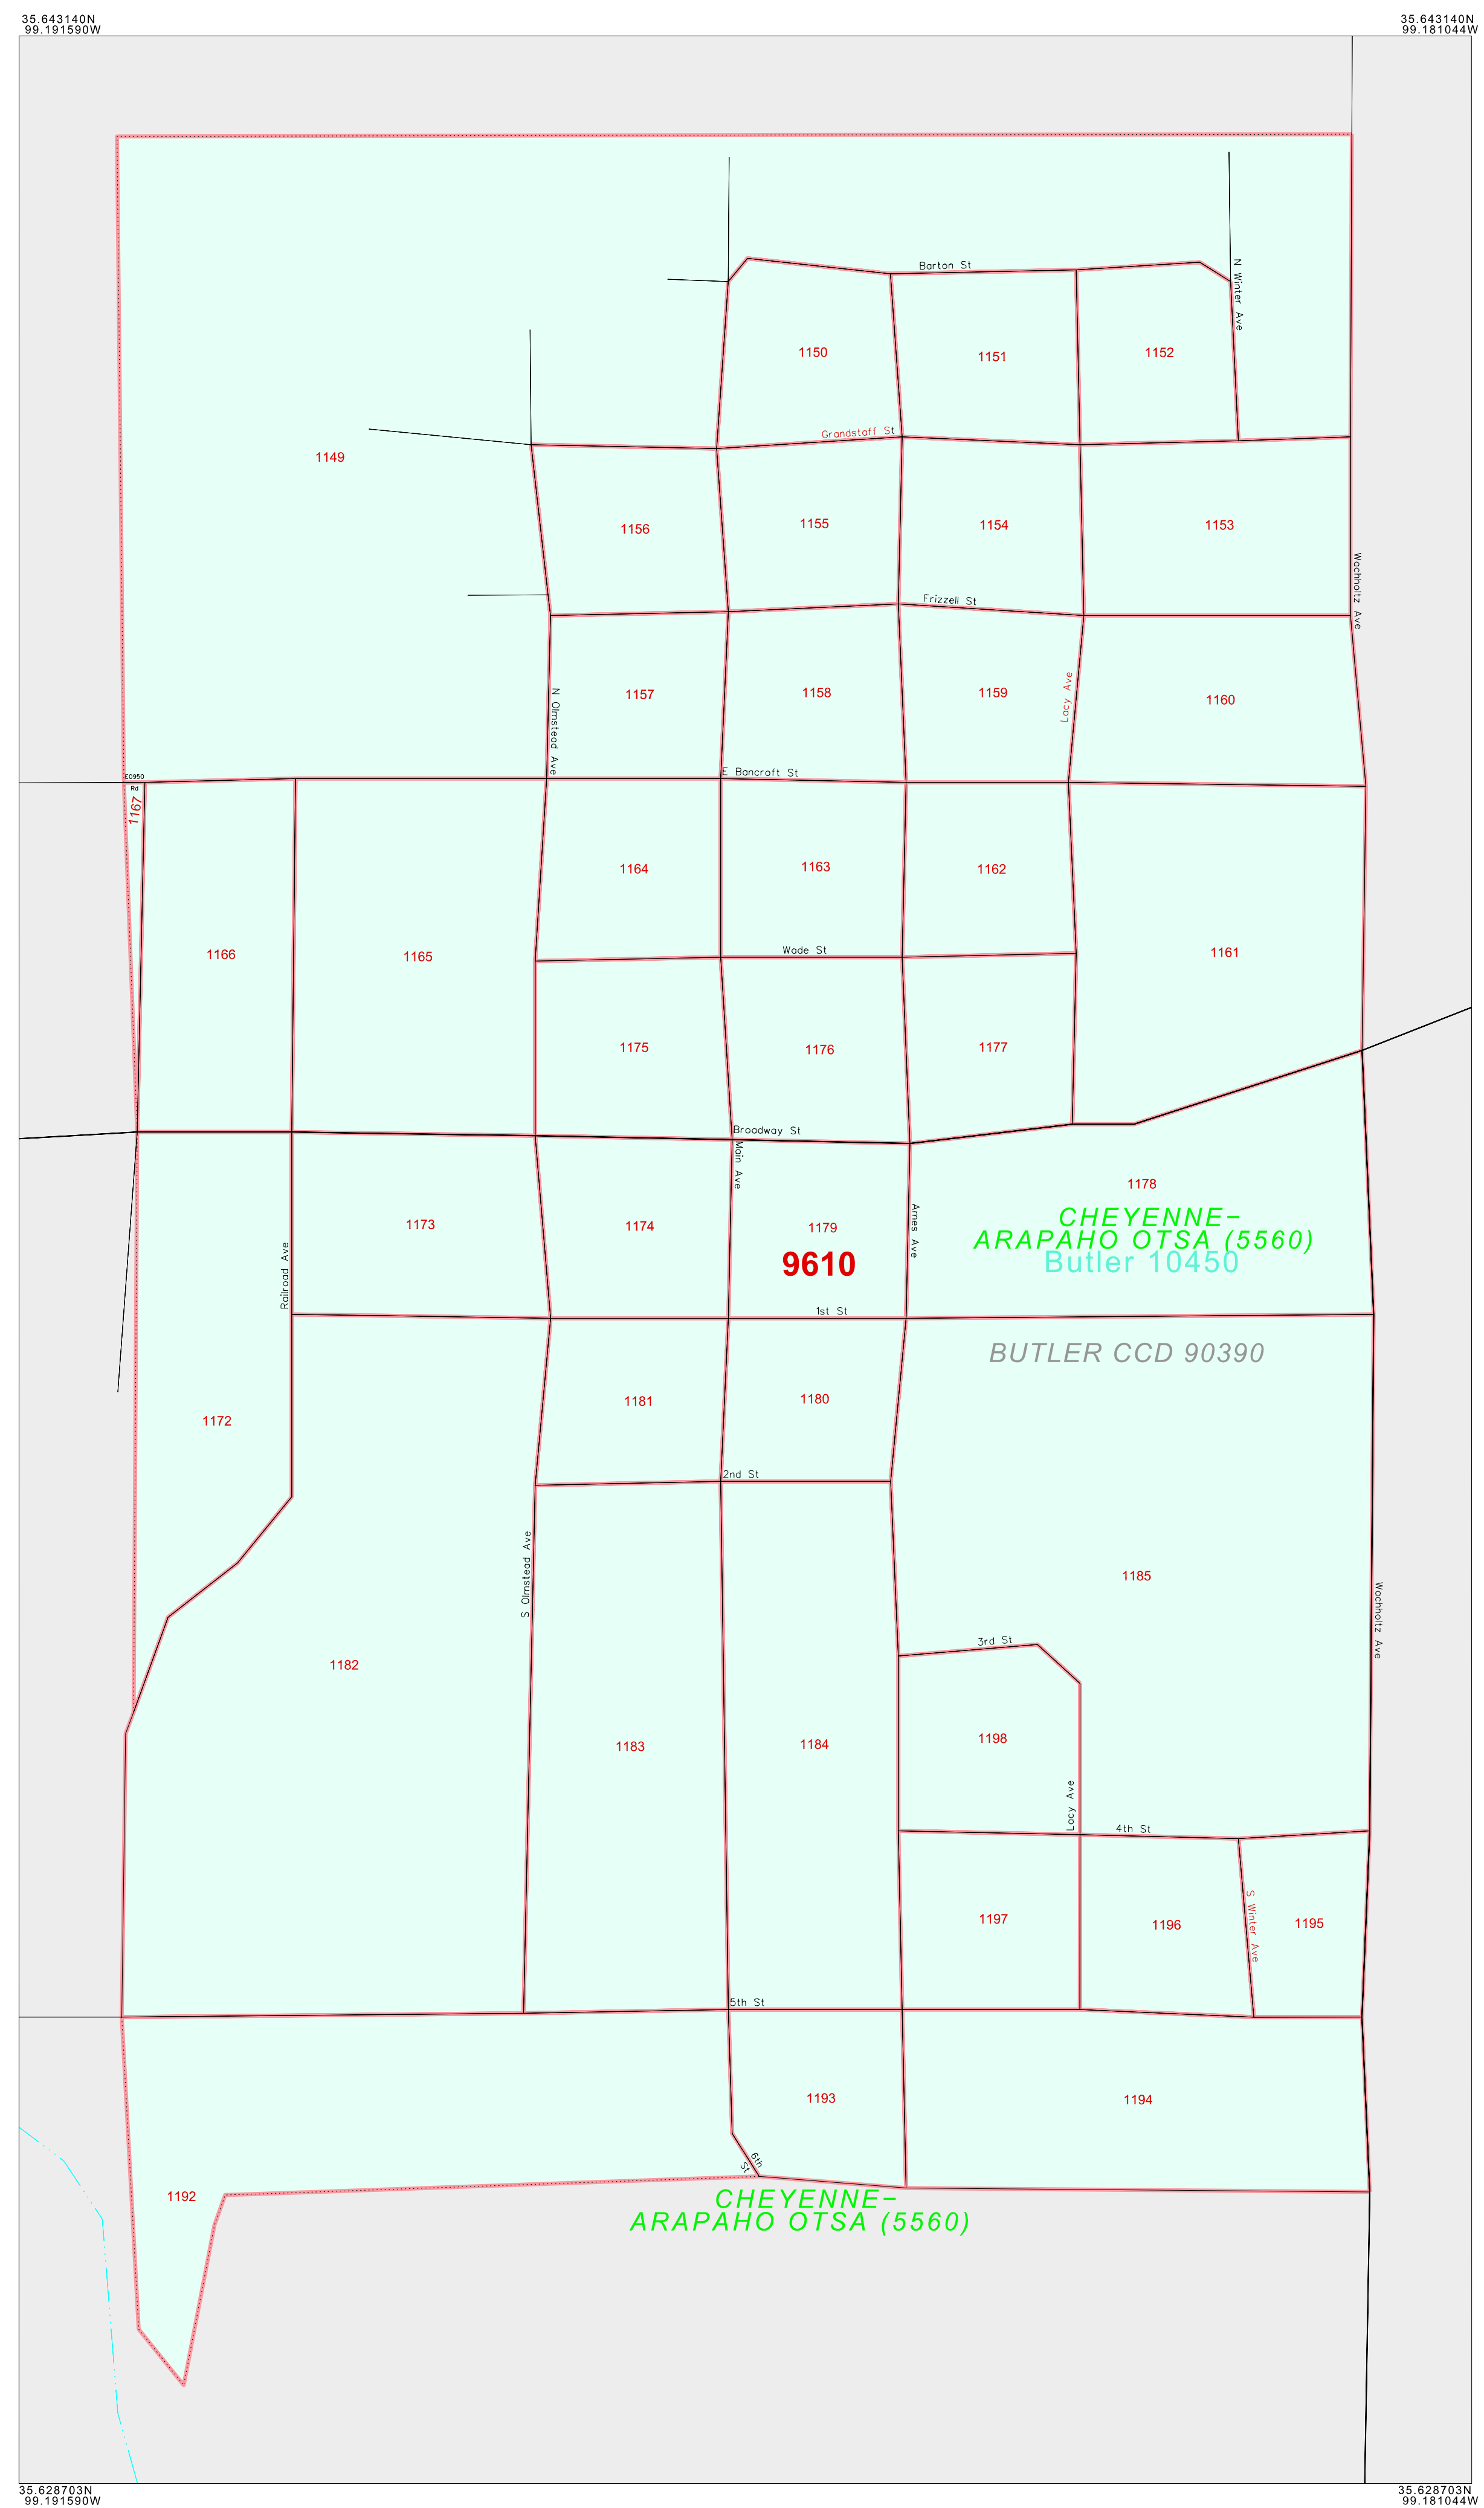 35.643140N
99.191590W
35.643140N
99.181044W
Barton St
N Winter Ave
1150
1151
1152
Grandstaff St
1149
1156
1155
1154
1153
Wachholtz Ave
Frizzell St
N Olmstead Ave
1157
1158
1159
Lacy Ave
1160
E0950
Rd
E Bancroft St
1167
1164
1163
1162
Wade St
1166
1165
1161
1175
1176
1177
Broadway St
Main Ave
1178
CHEYENNE-
ARAPAHO OTSA (5560)
Butler 10450
Ames Ave
1173
1174
1179
9610
Railroad Ave
1st St
BUTLER CCD 90390
1172
1181
1180
2nd St
S Olmstead Ave
1185
Wachholtz Ave
3rd St
1182
1183
1184
1198
Lacy Ave
4th St
1197
1196
S Winter Ave
1195
5th St
1193
1194
6th
St
1192
CHEYENNE-
ARAPAHO OTSA (5560)
35.628703N
99.191590W
35.628703N
99.181044W